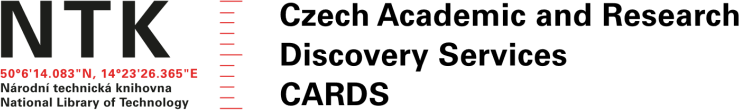 NTK
50°6'14.083"N, 14°23'26.365"E
Národní technická knihovna
National Library of Technology
Czech Academic and Research
Discovery Services
CARDS